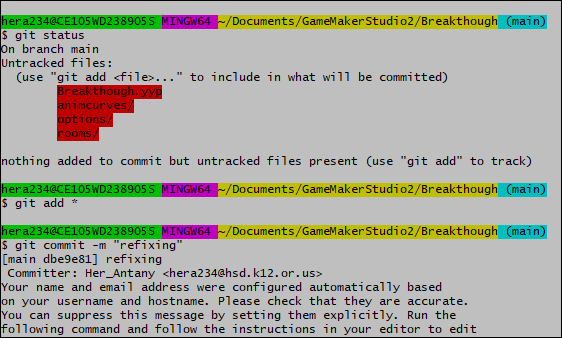 hera234@CE1O5WD2389O5S MINGW64 ~/Documents/GameMakerStudio2/Breakthough (main)
$ git status
On branch main
Untracked files:
  (use "git add <file>..." to include in what will be committed)
        Breakthough.yyp
        animcurves/
        options/
        rooms/
nothing added to commit but untracked files present (use "git add" to track)
hera234@CE1O5WD2389O5S MINGW64 ~/Documents/GameMakerStudio2/Breakthough (main)
$ git add *
hera234@CE1O5WD2389O5S MINGW64 ~/Documents/GameMakerStudio2/Breakthough (main)
$ git commit -m "refixing"
[main dbe9e81] refixing
 Committer: Her_Antany <hera234@hsd.k12.or.us>
Your name and email address were configured automatically based
on your username and hostname. Please check that they are accurate.
You can suppress this message by setting them explicitly. Run the
following command and follow the instructions in your editor to edit